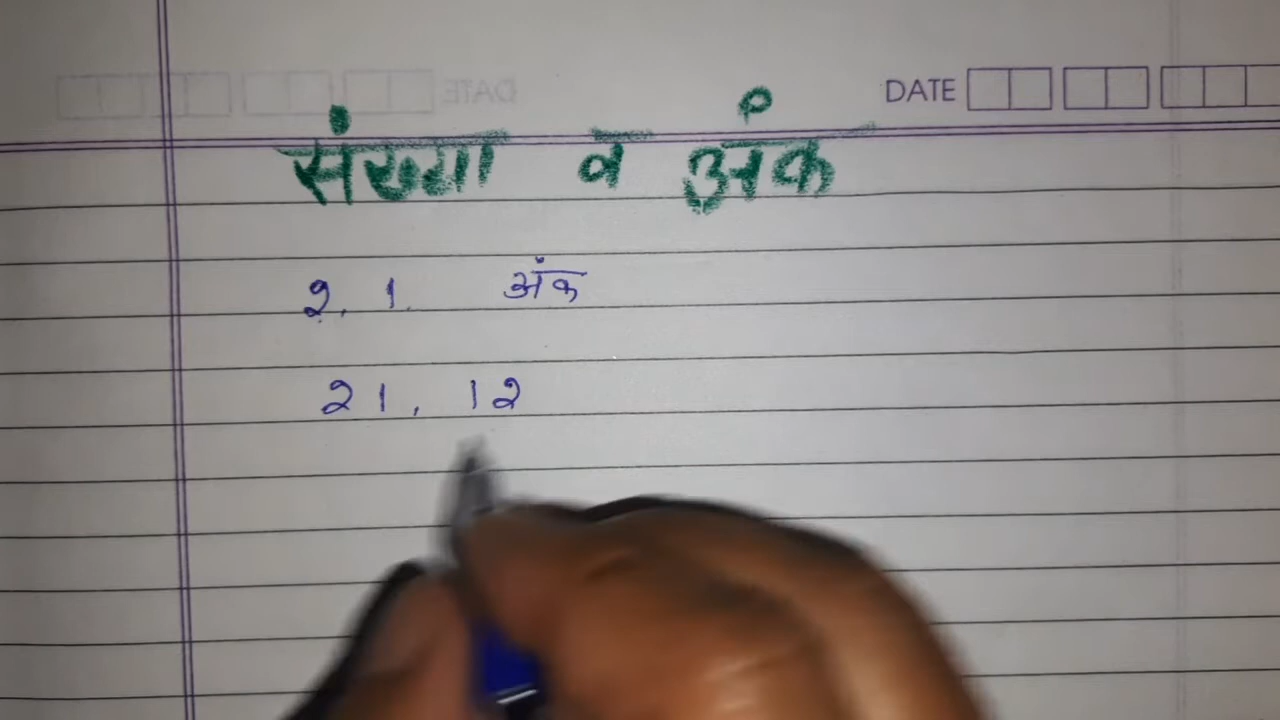 DATE
संख्या व अंक
2, 1. अंक
21, 12